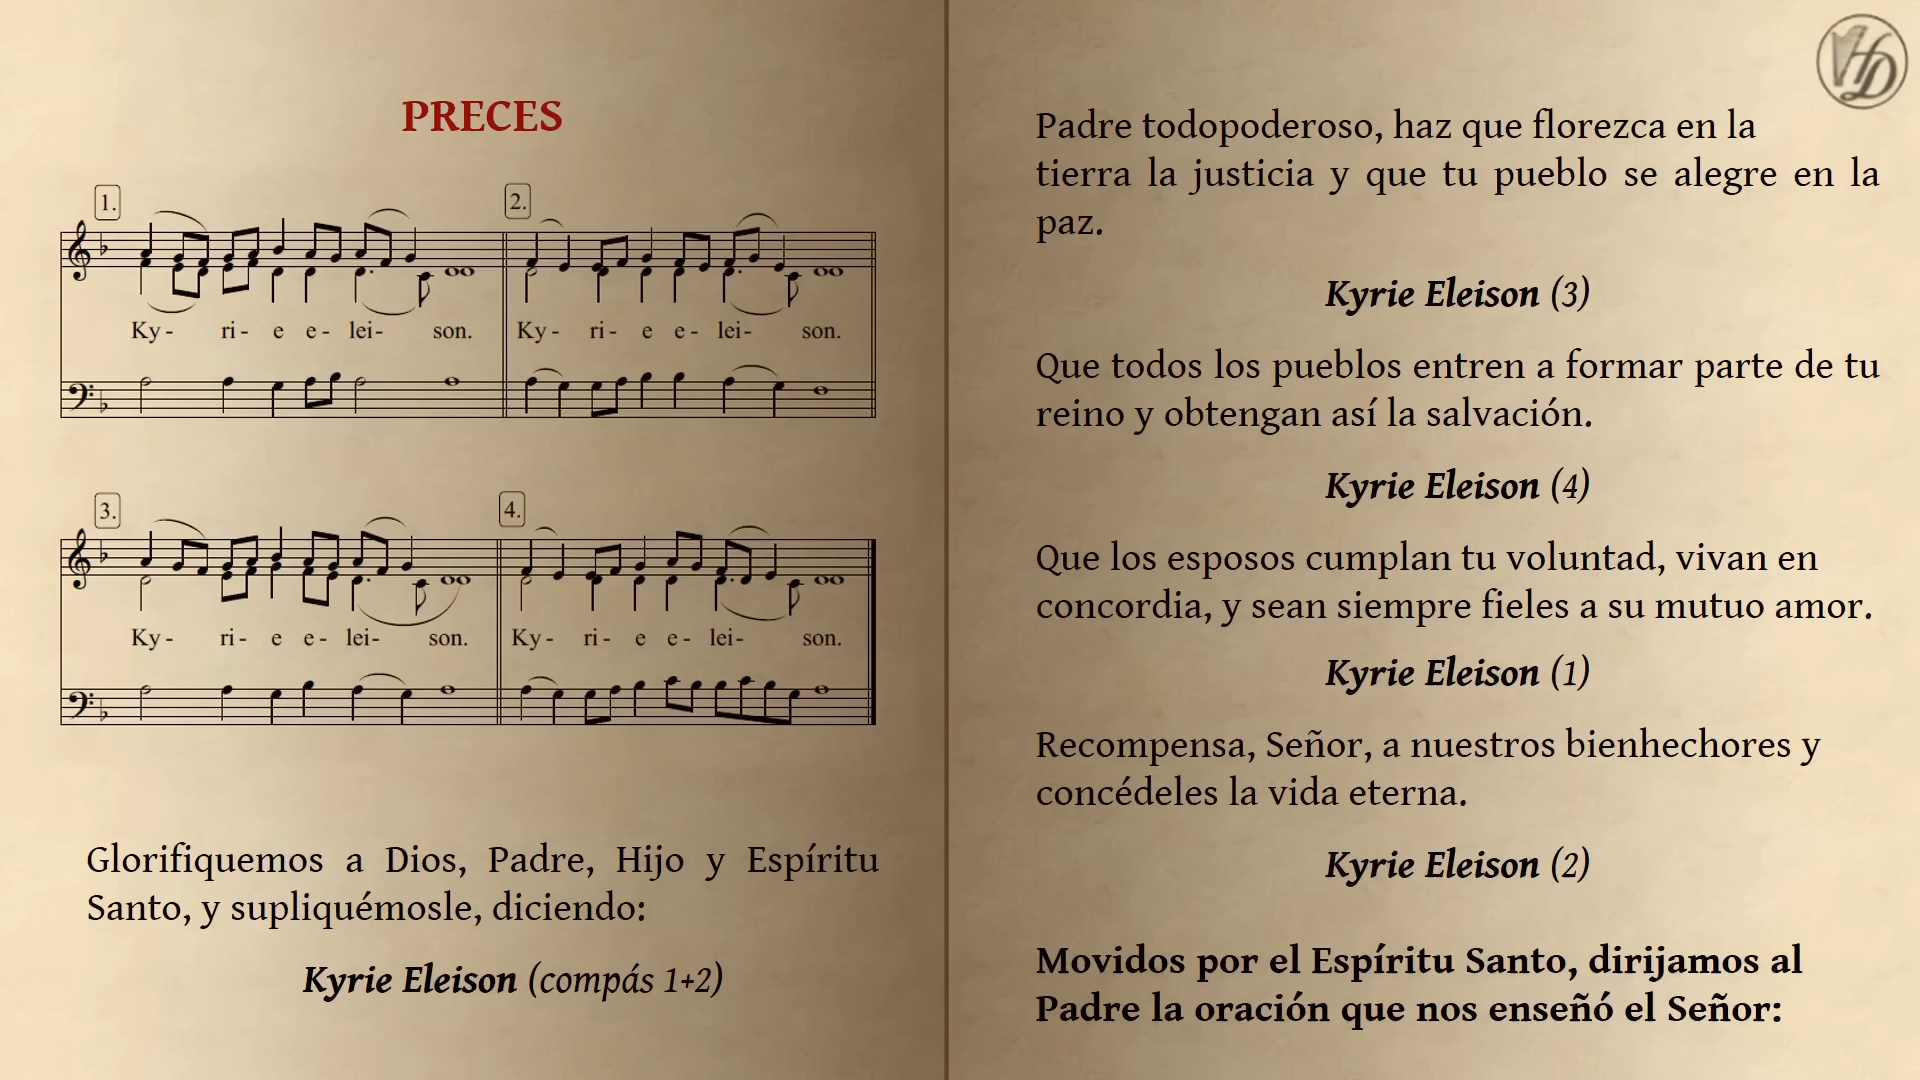 PRECES
1.
2.
Ky - ri - e e - lei - son. Ky - ri - e e - lei - son.
3.
4.
Ky - ri - e e - lei - son. Ky - ri - e e - lei - son.
Glorifiquemos a Dios, Padre, Hijo y Espíritu
Santo, y supliquémosle, diciendo:
Kyrie Eleison (compás 1+2)
HD
Padre todopoderoso, haz que florezca en la
tierra la justicia y que tu pueblo se alegre en la
paz.
Kyrie Eleison (3)
Que todos los pueblos entren a formar parte de tu
reino y obtengan así la salvación.
Kyrie Eleison (4)
Que los esposos cumplan tu voluntad, vivan en
concordia, y sean siempre fieles a su mutuo amor.
Kyrie Eleison (1)
Recompensa, Señor, a nuestros bienhechores y
concédeles la vida eterna.
Kyrie Eleison (2)
Movidos por el Espíritu Santo, dirijamos al
Padre la oración que nos enseñó el Señor: